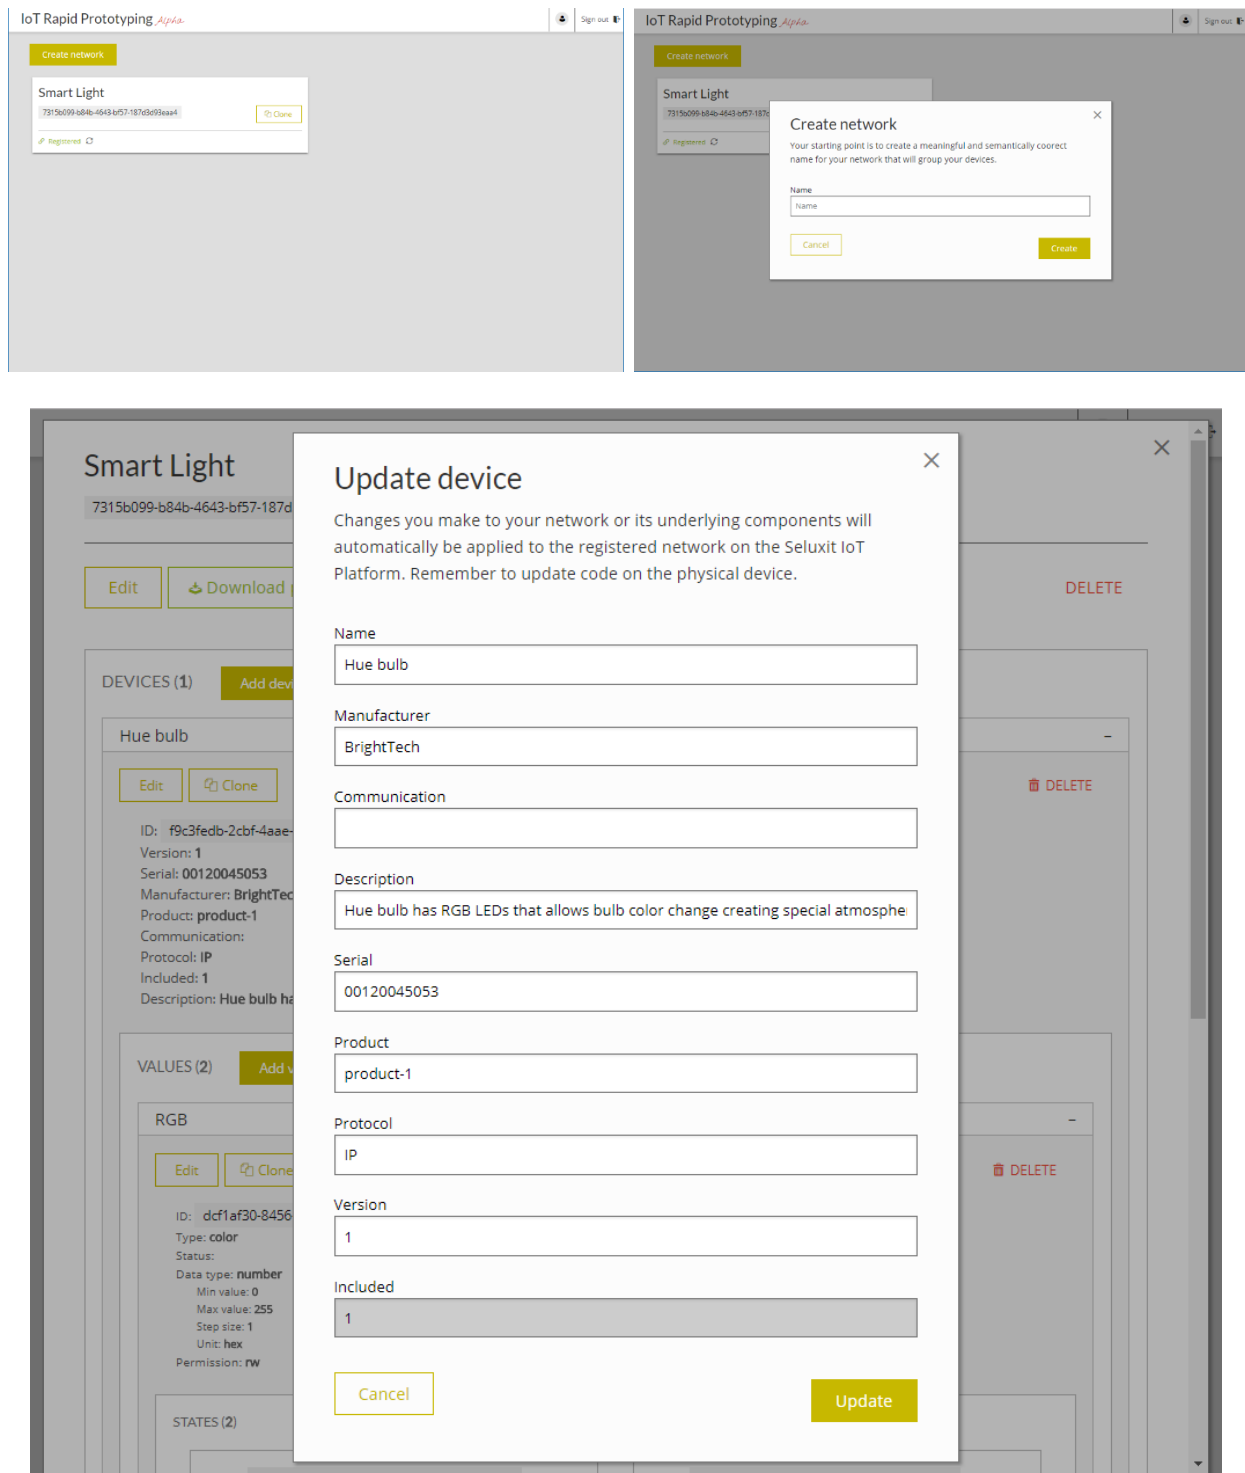 IoT Rapid Prototyping Alpha
Sign out
Create network
Smart Light
7315b099-b84b-4643-bf57-187d3d93eaa4
Clone
Registered
IoT Rapid Prototyping Alpha
Sign out
Create network
Smart Light
7315b099-b84b-4643-bf57-187c
Registered
Create network
Your starting point is to create a meaningful and semantically coorect
name for your network that will group your devices.
Name
Name
Cancel
Create
Smart Light
7315b099-b84b-4643-bf57-187d
Edit
Download
DELETE
DEVICES (1)
Add devi
Hue bulb
Edit
Clone
DELETE
ID: f9c3fedb-2cbf-4aae-
Version: 1
Serial: 00120045053
Manufacturer: BrightTec
Product: product-1
Communication:
Protocol: IP
Included: 1
Description: Hue bulb ha
VALUES (2)
Add v
RGB
Edit
Clone
DELETE
ID: dcf1af30-8456
Type: color
Status:
Data type: number
Min value: 0
Max value: 255
Step size: 1
Unit: hex
Permission: rw
STATES (2)
Update device
Changes you make to your network or its underlying components will
automatically be applied to the registered network on the Seluxit IoT
Platform. Remember to update code on the physical device.
Name
Hue bulb
Manufacturer
BrightTech
Communication
Description
Hue bulb has RGB LEDs that allows bulb color change creating special atmosphe
Serial
00120045053
Product
product-1
Protocol
IP
Version
1
Included
1
Cancel
Update